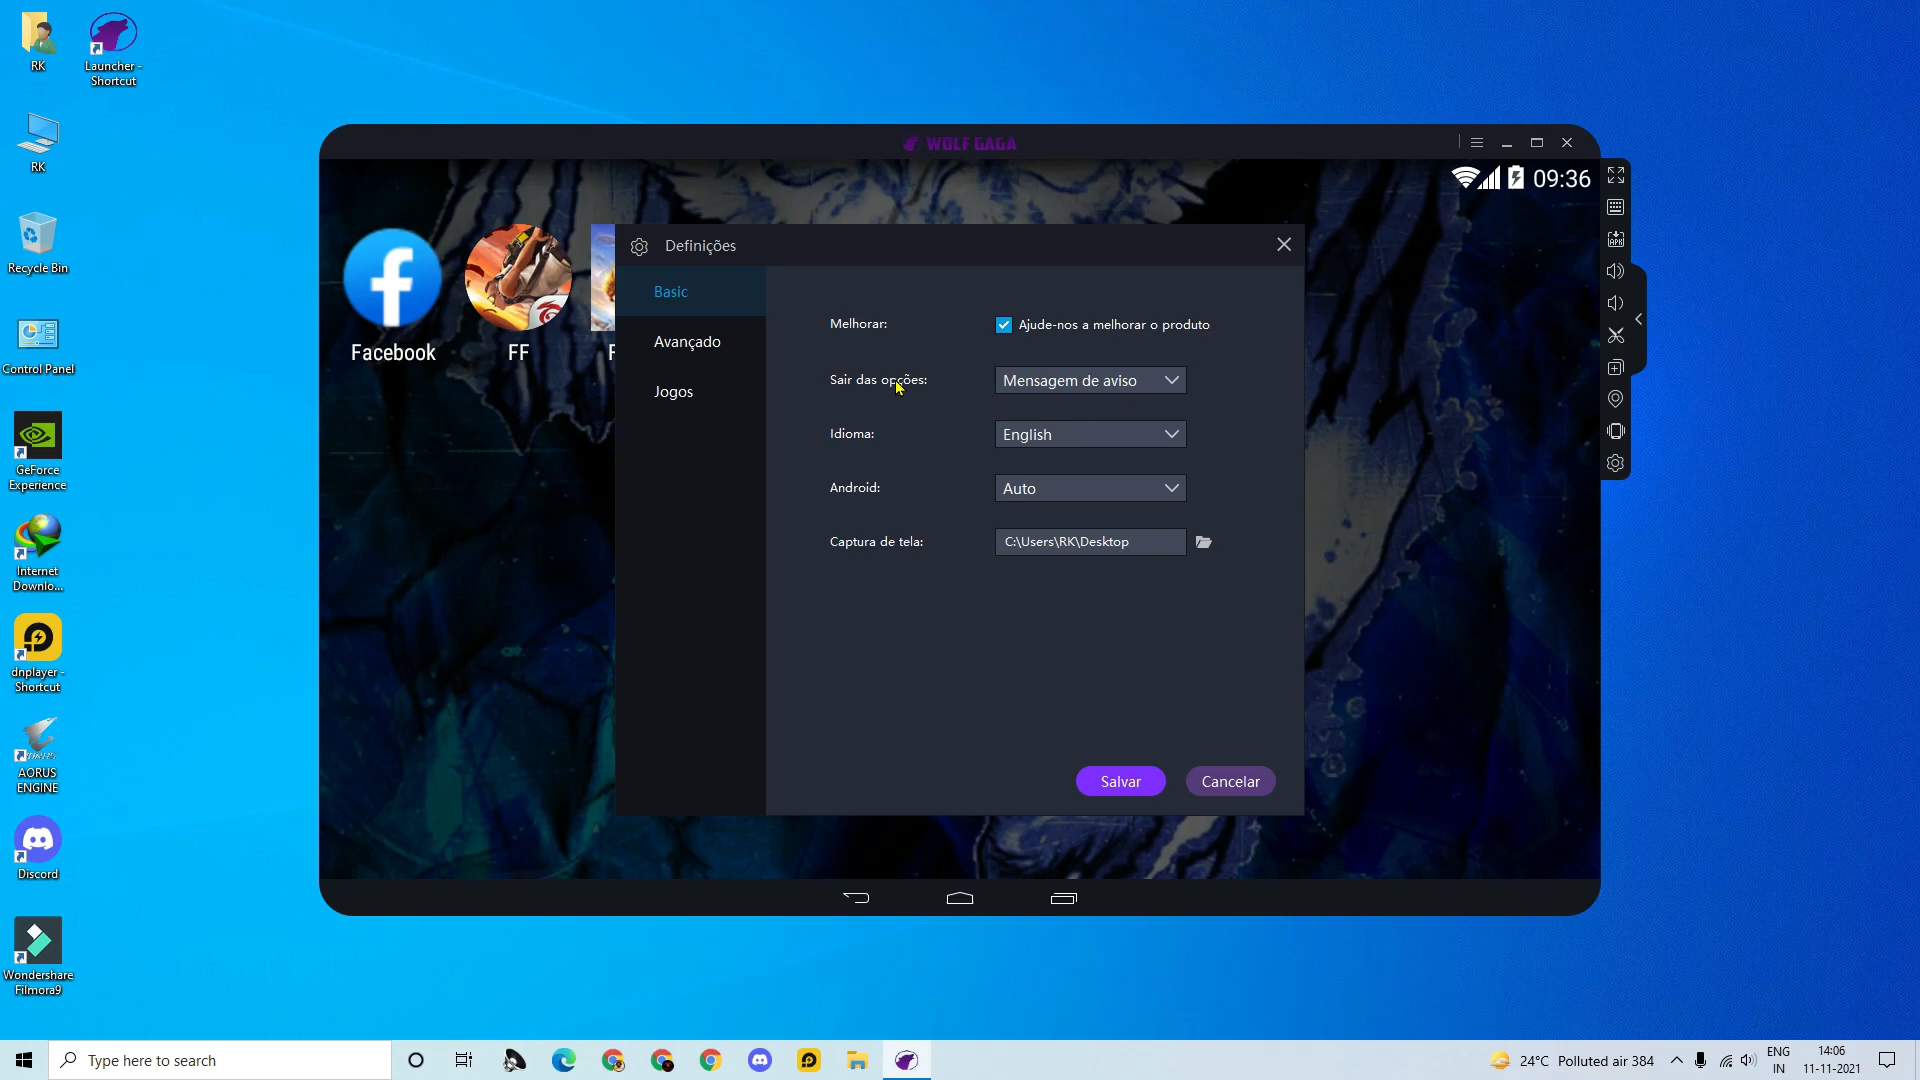 RK
Launcher -
Shortcut
RK
Recycle Bin
Control Panel
GeForce
Experience
Internet
Downlo...
dnplayer -
Shortcut
AORUS
ENGINE
Discord
Wondershare
Filmora9
WOLF GAGA
09:36
APK
Facebook
FF
F
Definições
Basic
Avançado
Jogos
Melhorar:
Ajude-nos a melhorar o produto
Sair das opções:
Mensagem de aviso
Idioma:
English
Android:
Auto
Captura de tela:
C:\Users\RK\Desktop
Salvar
Cancelar
Type here to search
24°C Polluted air 384
ENG
IN
14:06
11-11-2021